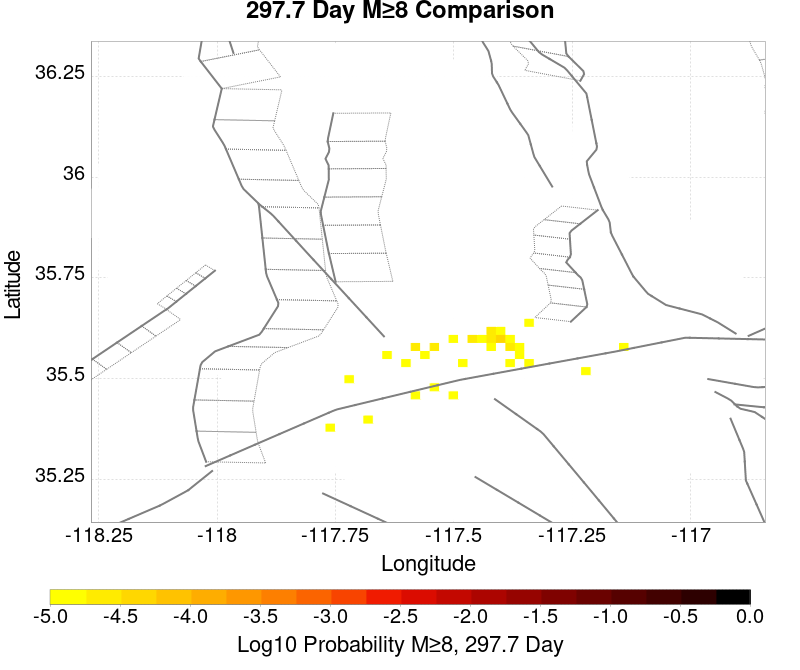 297.7 Day M≥8 Comparison
36.25
36
35.75
35.5
35.25
Latitude
-118.25 -118 -117.75 -117.5 -117.25 -117
Longitude
-5.0 -4.5 -4.0 -3.5 -3.0 -2.5 -2.0 -1.5 -1.0 -0.5 0.0
Log10 Probability M≥8, 297.7 Day